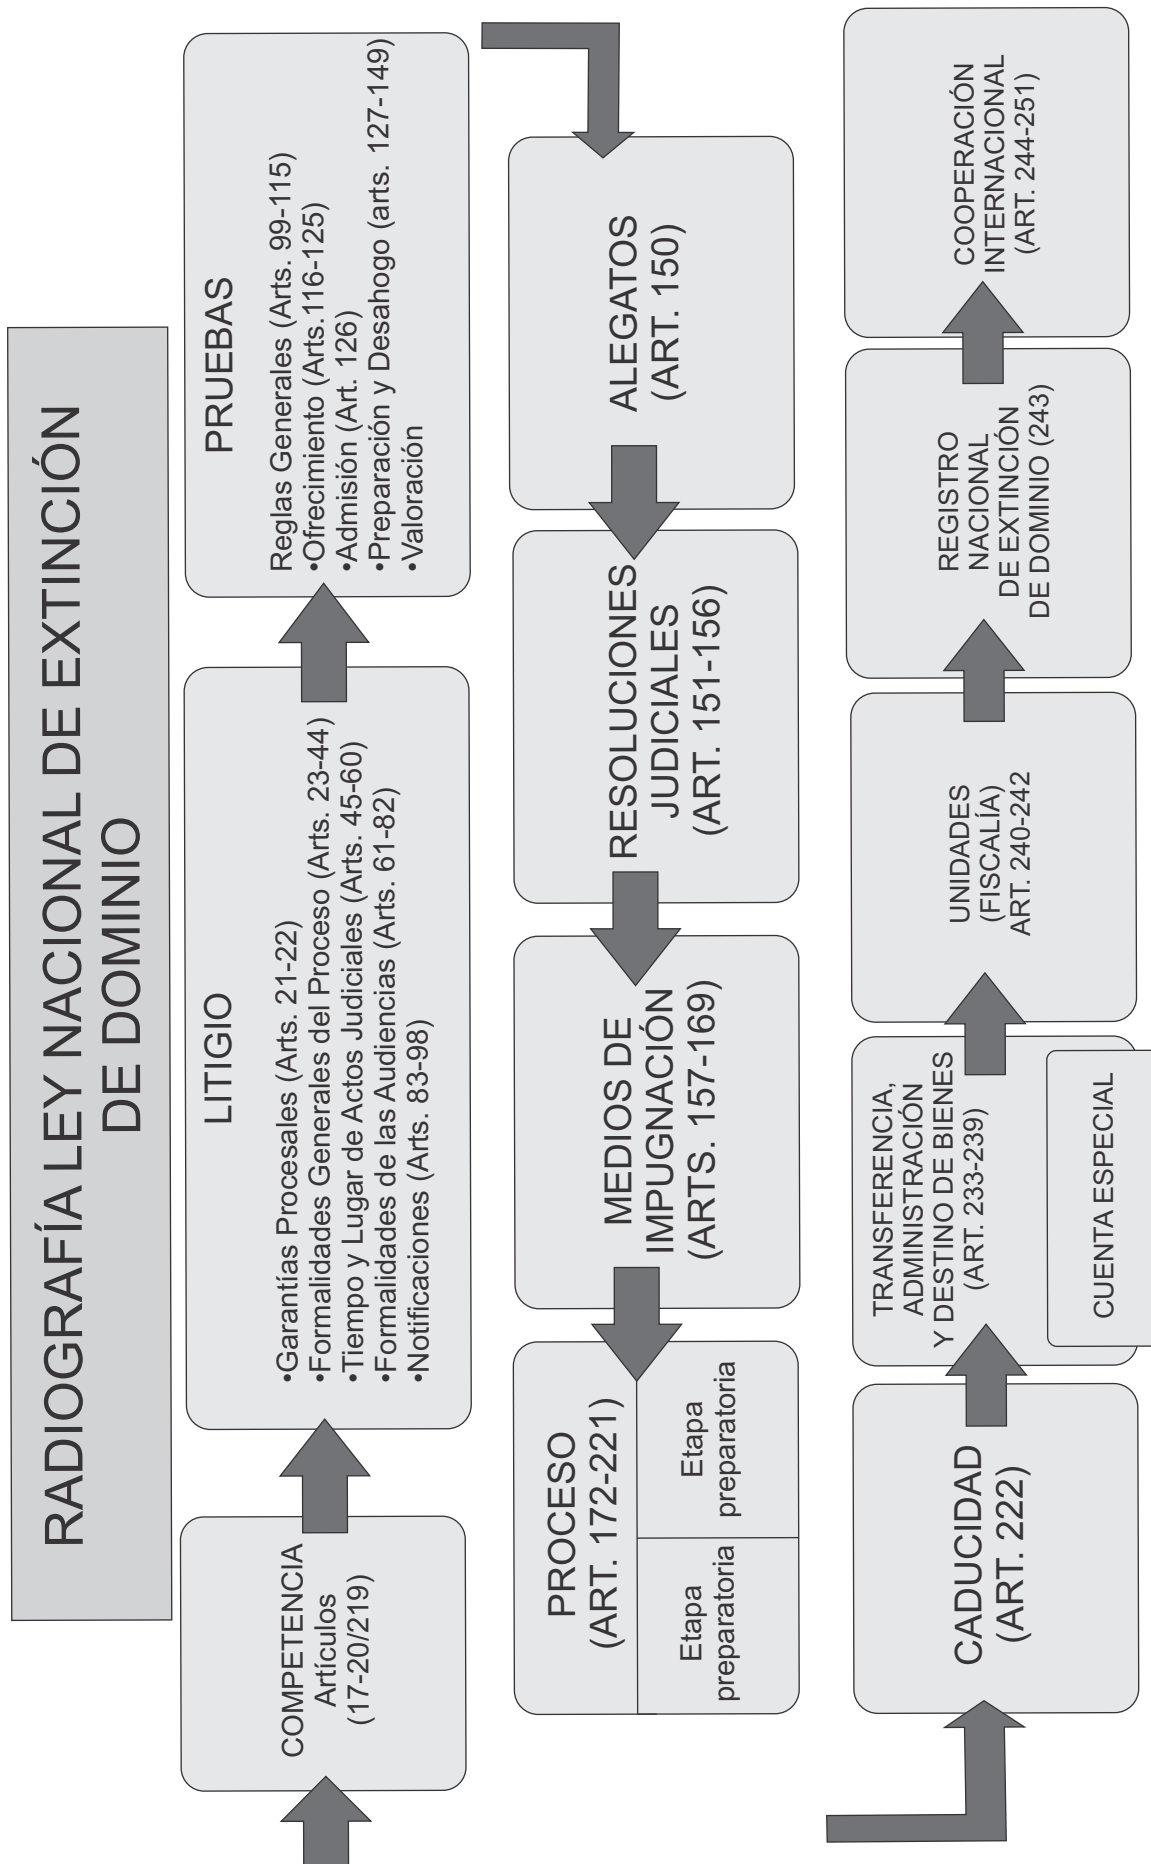 RADIOGRAFÍA LEY NACIONAL DE EXTINCIÓN
DE DOMINIO
COMPETENCIA
Artículos
(17-20/219)
LITIGIO
•Garantías Procesales (Arts. 21-22)
•Formalidades Generales del Proceso (Arts. 23-44)
•Tiempo y Lugar de Actos Judiciales (Arts. 45-60)
•Formalidades de las Audiencias (Arts. 61-82)
•Notificaciones (Arts. 83-98)
PRUEBAS
Reglas Generales (Arts. 99-115)
•Ofrecimiento (Arts.116-125)
•Admisión (Art. 126)
•Preparación y Desahogo (arts. 127-149)
•Valoración
ALEGATOS
(ART. 150)
RESOLUCIONES
JUDICIALES
(ART. 151-156)
MEDIOS DE
IMPUGNACIÓN
(ARTS. 157-169)
PROCESO
(ART. 172-221)
Etapa
preparatoria
Etapa
preparatoria
CADUCIDAD
(ART. 222)
TRANSFERENCIA,
ADMINISTRACIÓN
Y DESTINO DE BIENES
(ART. 233-239)
CUENTA ESPECIAL
UNIDADES
(FISCALÍA)
ART. 240-242
REGISTRO
NACIONAL
DE EXTINCIÓN
DE DOMINIO (243)
COOPERACIÓN
INTERNACIONAL
(ART. 244-251)